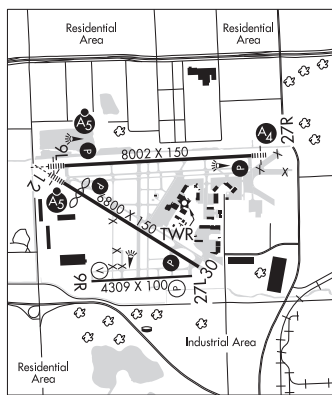 Residential
Area
Residential
Area
A5
9L
P
A4
27R
8002 X 150
P
12
A5
P
6800 X 150
TWR
30
9R
V
4309 X 100
P
27L
Industrial Area
Residential
Area